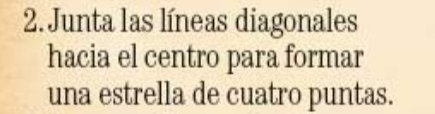 2. Junta las líneas diagonales
hacia el centro para formar
una estrella de cuatro puntas.